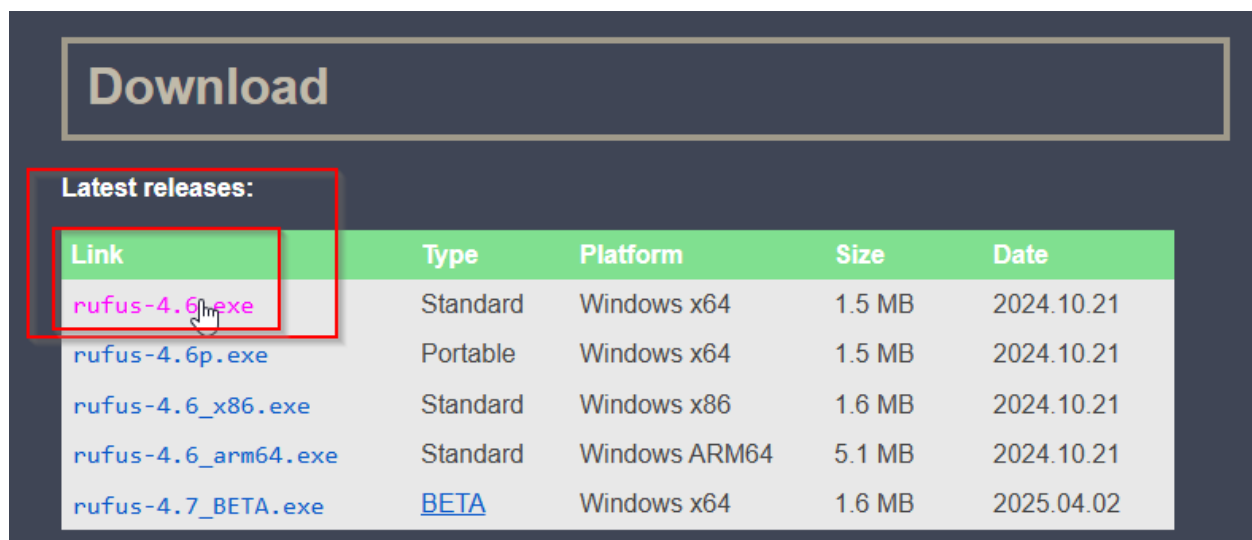 Download
Latest releases:
Link Type Platform Size Date
rufus-4.6.exe Standard Windows x64 1.5 MB 2024.10.21
rufus-4.6p.exe Portable Windows x64 1.5 MB 2024.10.21
rufus-4.6_x86.exe Standard Windows x86 1.6 MB 2024.10.21
rufus-4.6_arm64.exe Standard Windows ARM64 5.1 MB 2024.10.21
rufus-4.7_BETA.exe BETA Windows x64 1.6 MB 2025.04.02